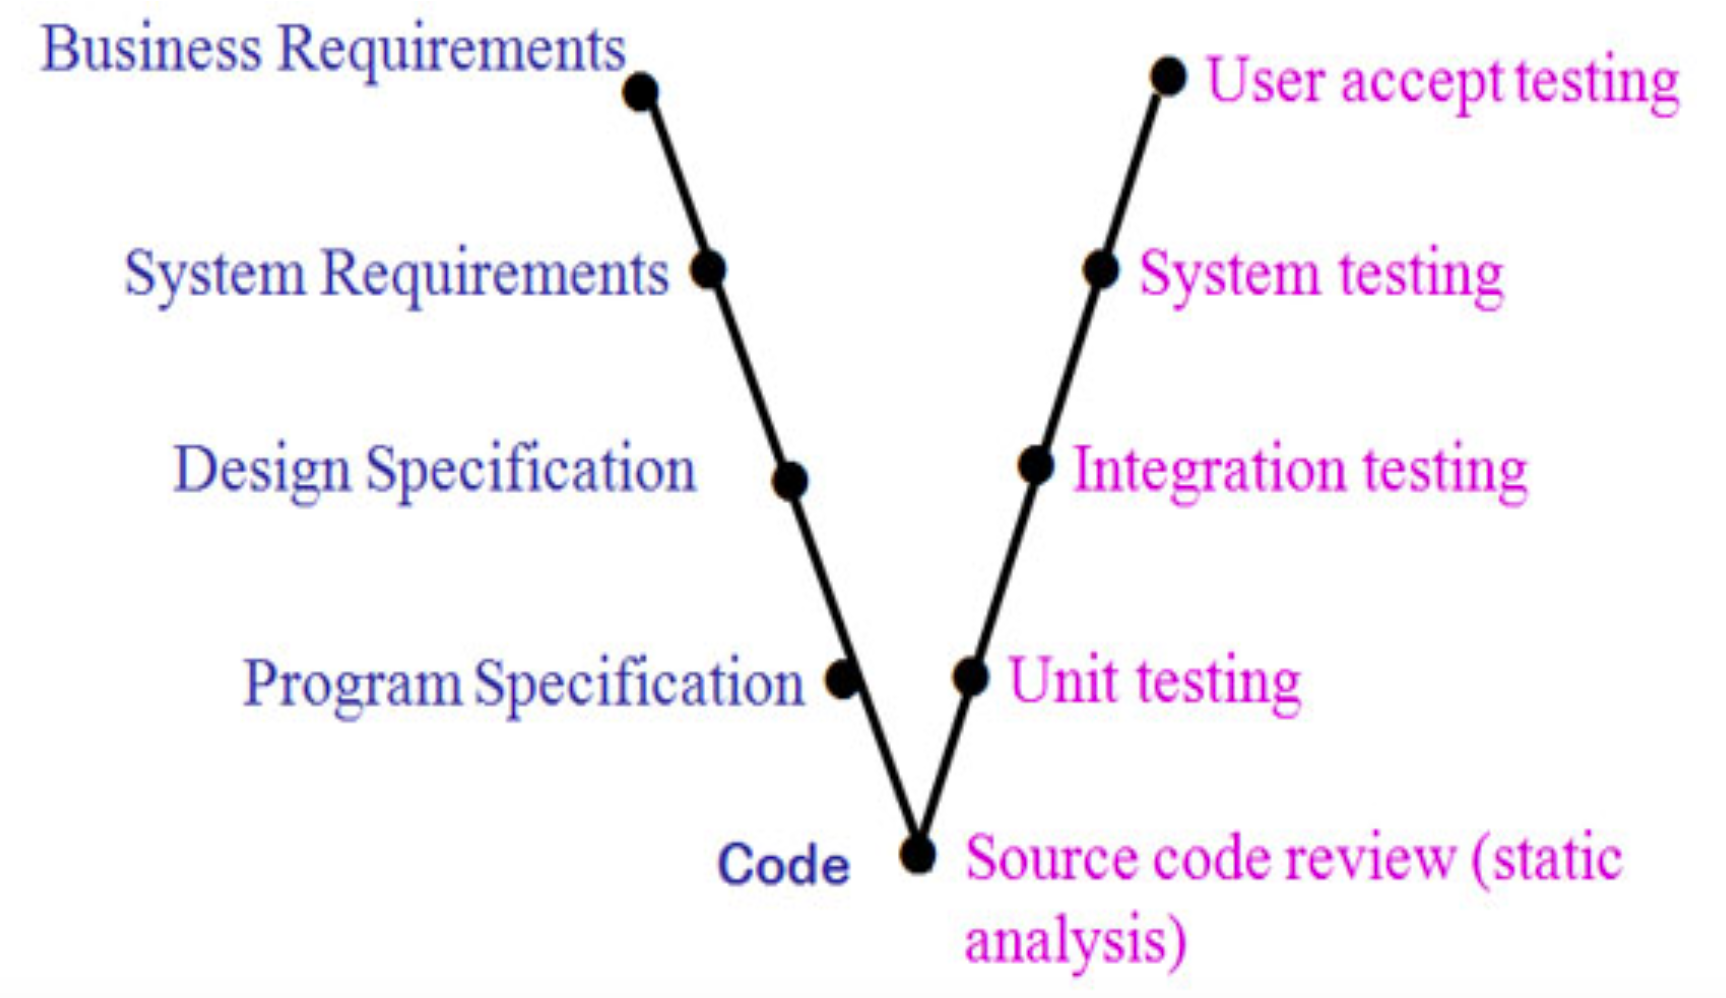 Business Requirements
User accept testing
System Requirements
System testing
Design Specification
Integration testing
Program Specification
Unit testing
Code
Source code review (static
analysis)